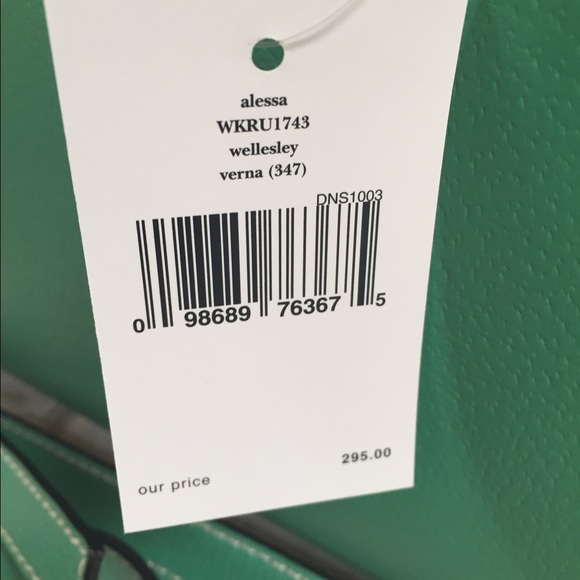 alessa
WKRU1743
wellesley
verna (347)
DNS1003
0 98689 76367 5
our price 295.00